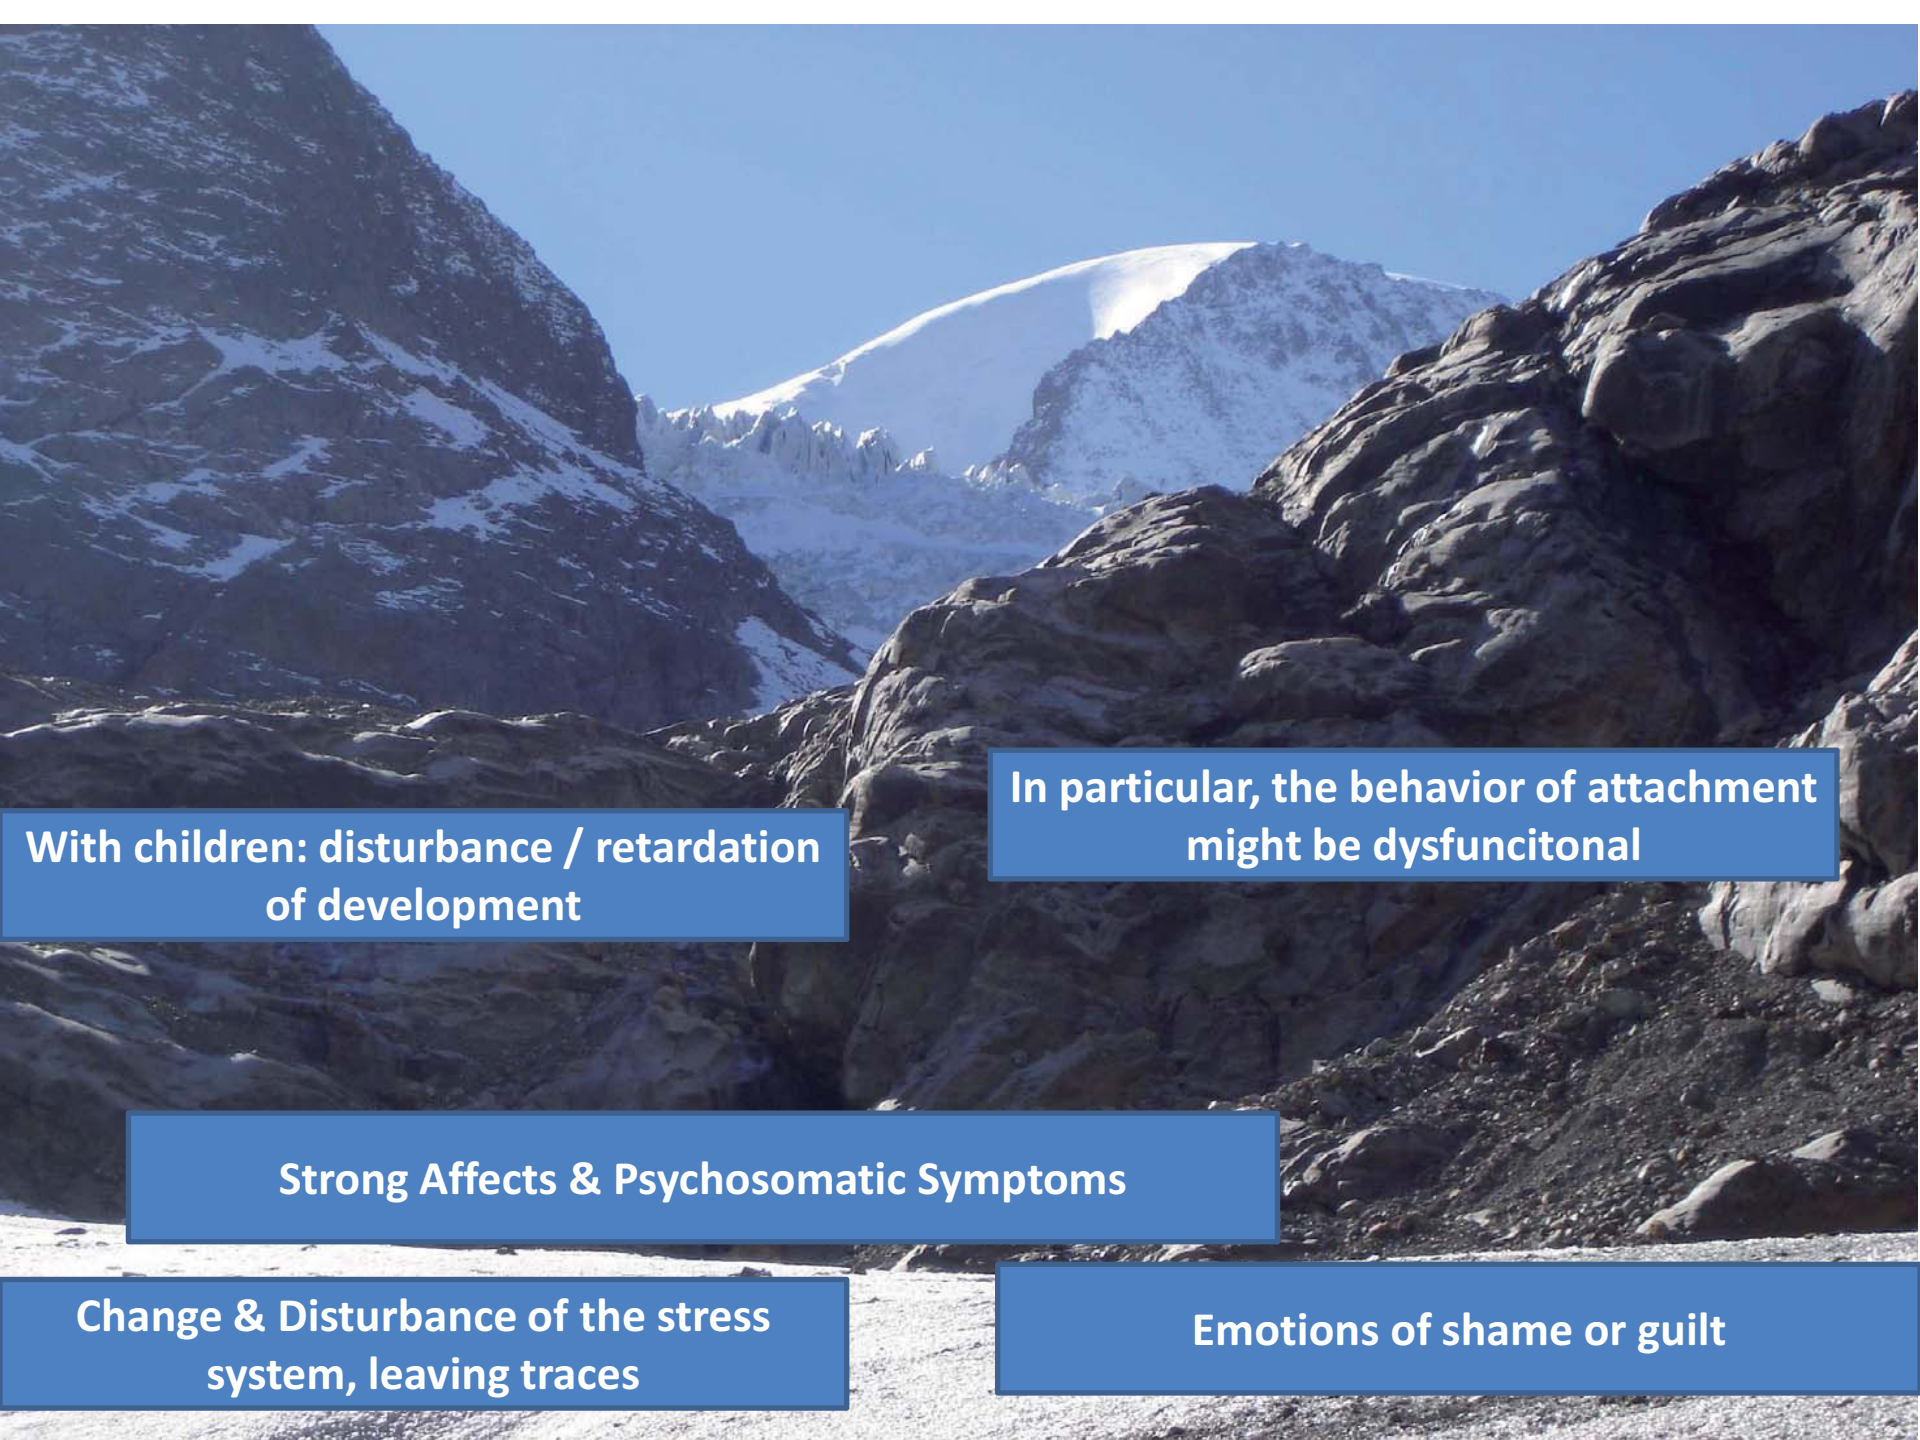 In particular, the behavior of attachment
might be dysfuncitonal
With children: disturbance / retardation
of development
Strong Affects & Psychosomatic Symptoms
Change & Disturbance of the stress
system, leaving traces
Emotions of shame or guilt